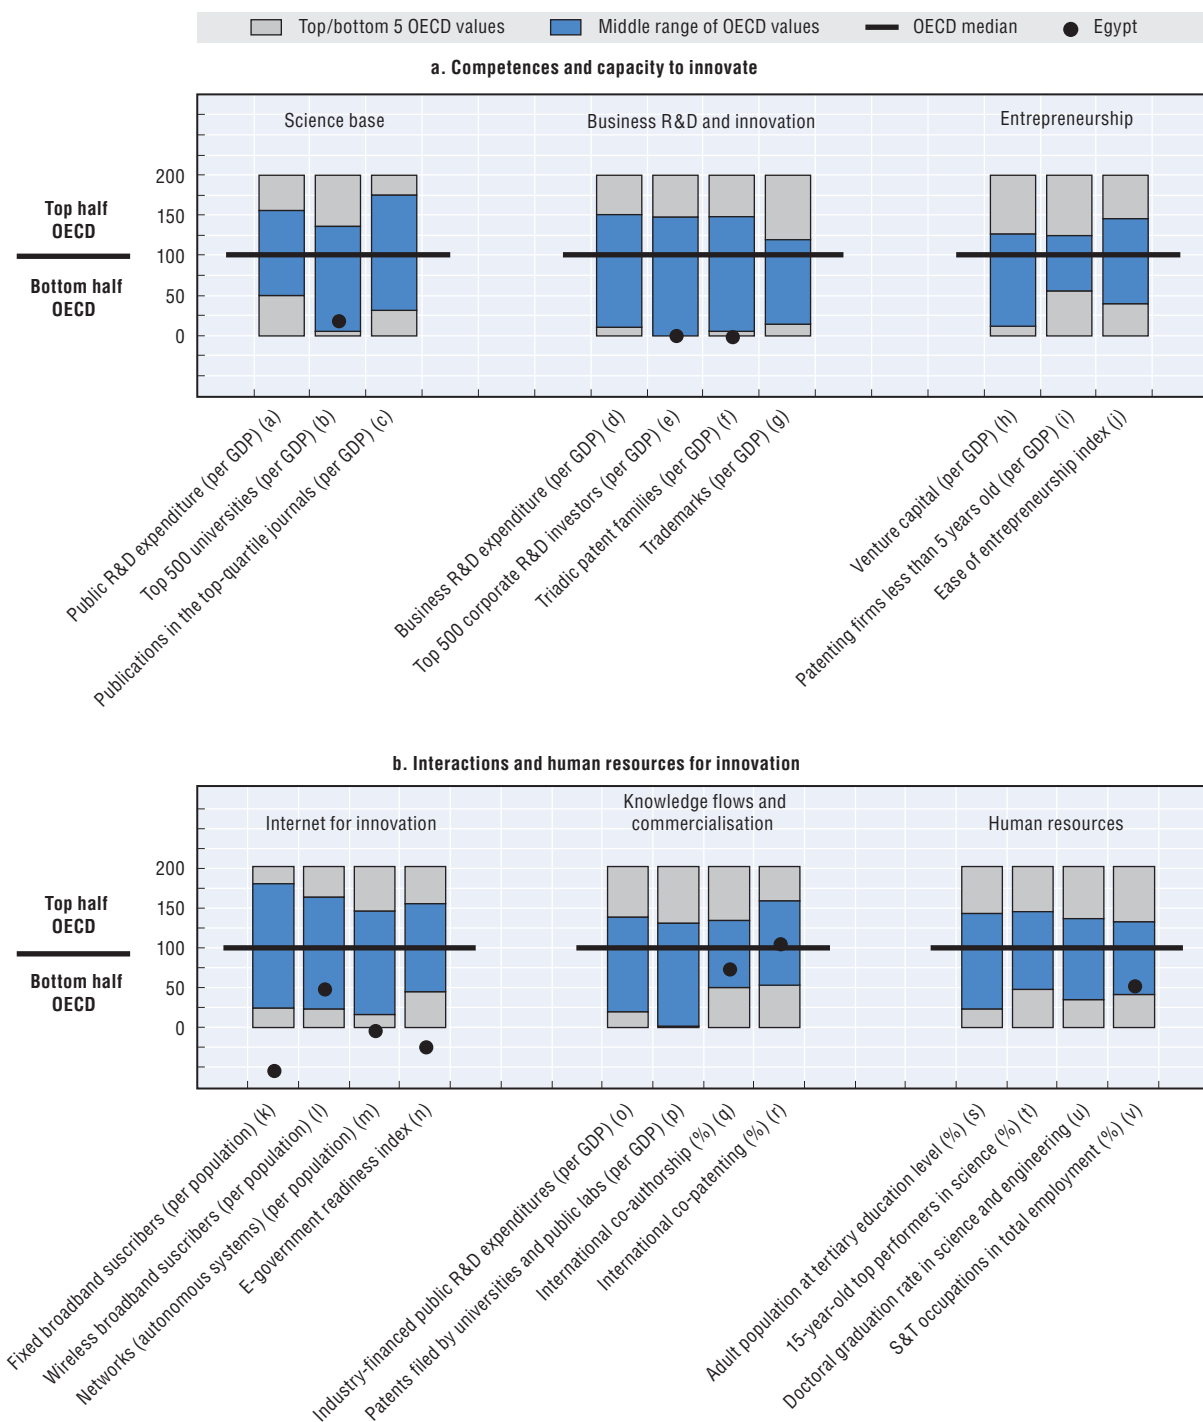 Top/bottom 5 OECD values Middle range of OECD values OECD median Egypt
a. Competences and capacity to innovate
Science base
Business R&D and innovation
Entrepreneurship
200
150
100
50
0
Top half
OECD
Bottom half
OECD
Public R&D expenditure (per GDP) (a)
Top 500 universities (per GDP) (b)
Publications in the top-quartile journals (per GDP) (c)
Business R&D expenditure (per GDP) (d)
Top 500 corporate R&D investors (per GDP) (e)
Triadic patent families (per GDP) (f)
Trademarks (per GDP) (g)
Venture capital (per GDP) (h)
Patenting firms less than 5 years old (per GDP) (i)
Ease of entrepreneurship index (j)
b. Interactions and human resources for innovation
Internet for innovation
Knowledge flows and
commercialisation
Human resources
200
150
100
50
0
Top half
OECD
Bottom half
OECD
Fixed broadband suscribers (per population) (k)
Wireless broadband suscribers (per population) (l)
Networks (autonomous systems) (per population) (m)
E-government readiness index (n)
Industry-financed public R&D expenditures (per GDP) (o)
Patents filed by universities and public labs (per GDP) (p)
International co-authorship (%) (q)
International co-patenting (%) (r)
Adult population at tertiary education level (%) (s)
15-year-old top performers in science (%) (t)
Doctoral graduation rate in science and engineering (u)
S&T occupations in total employment (%) (v)